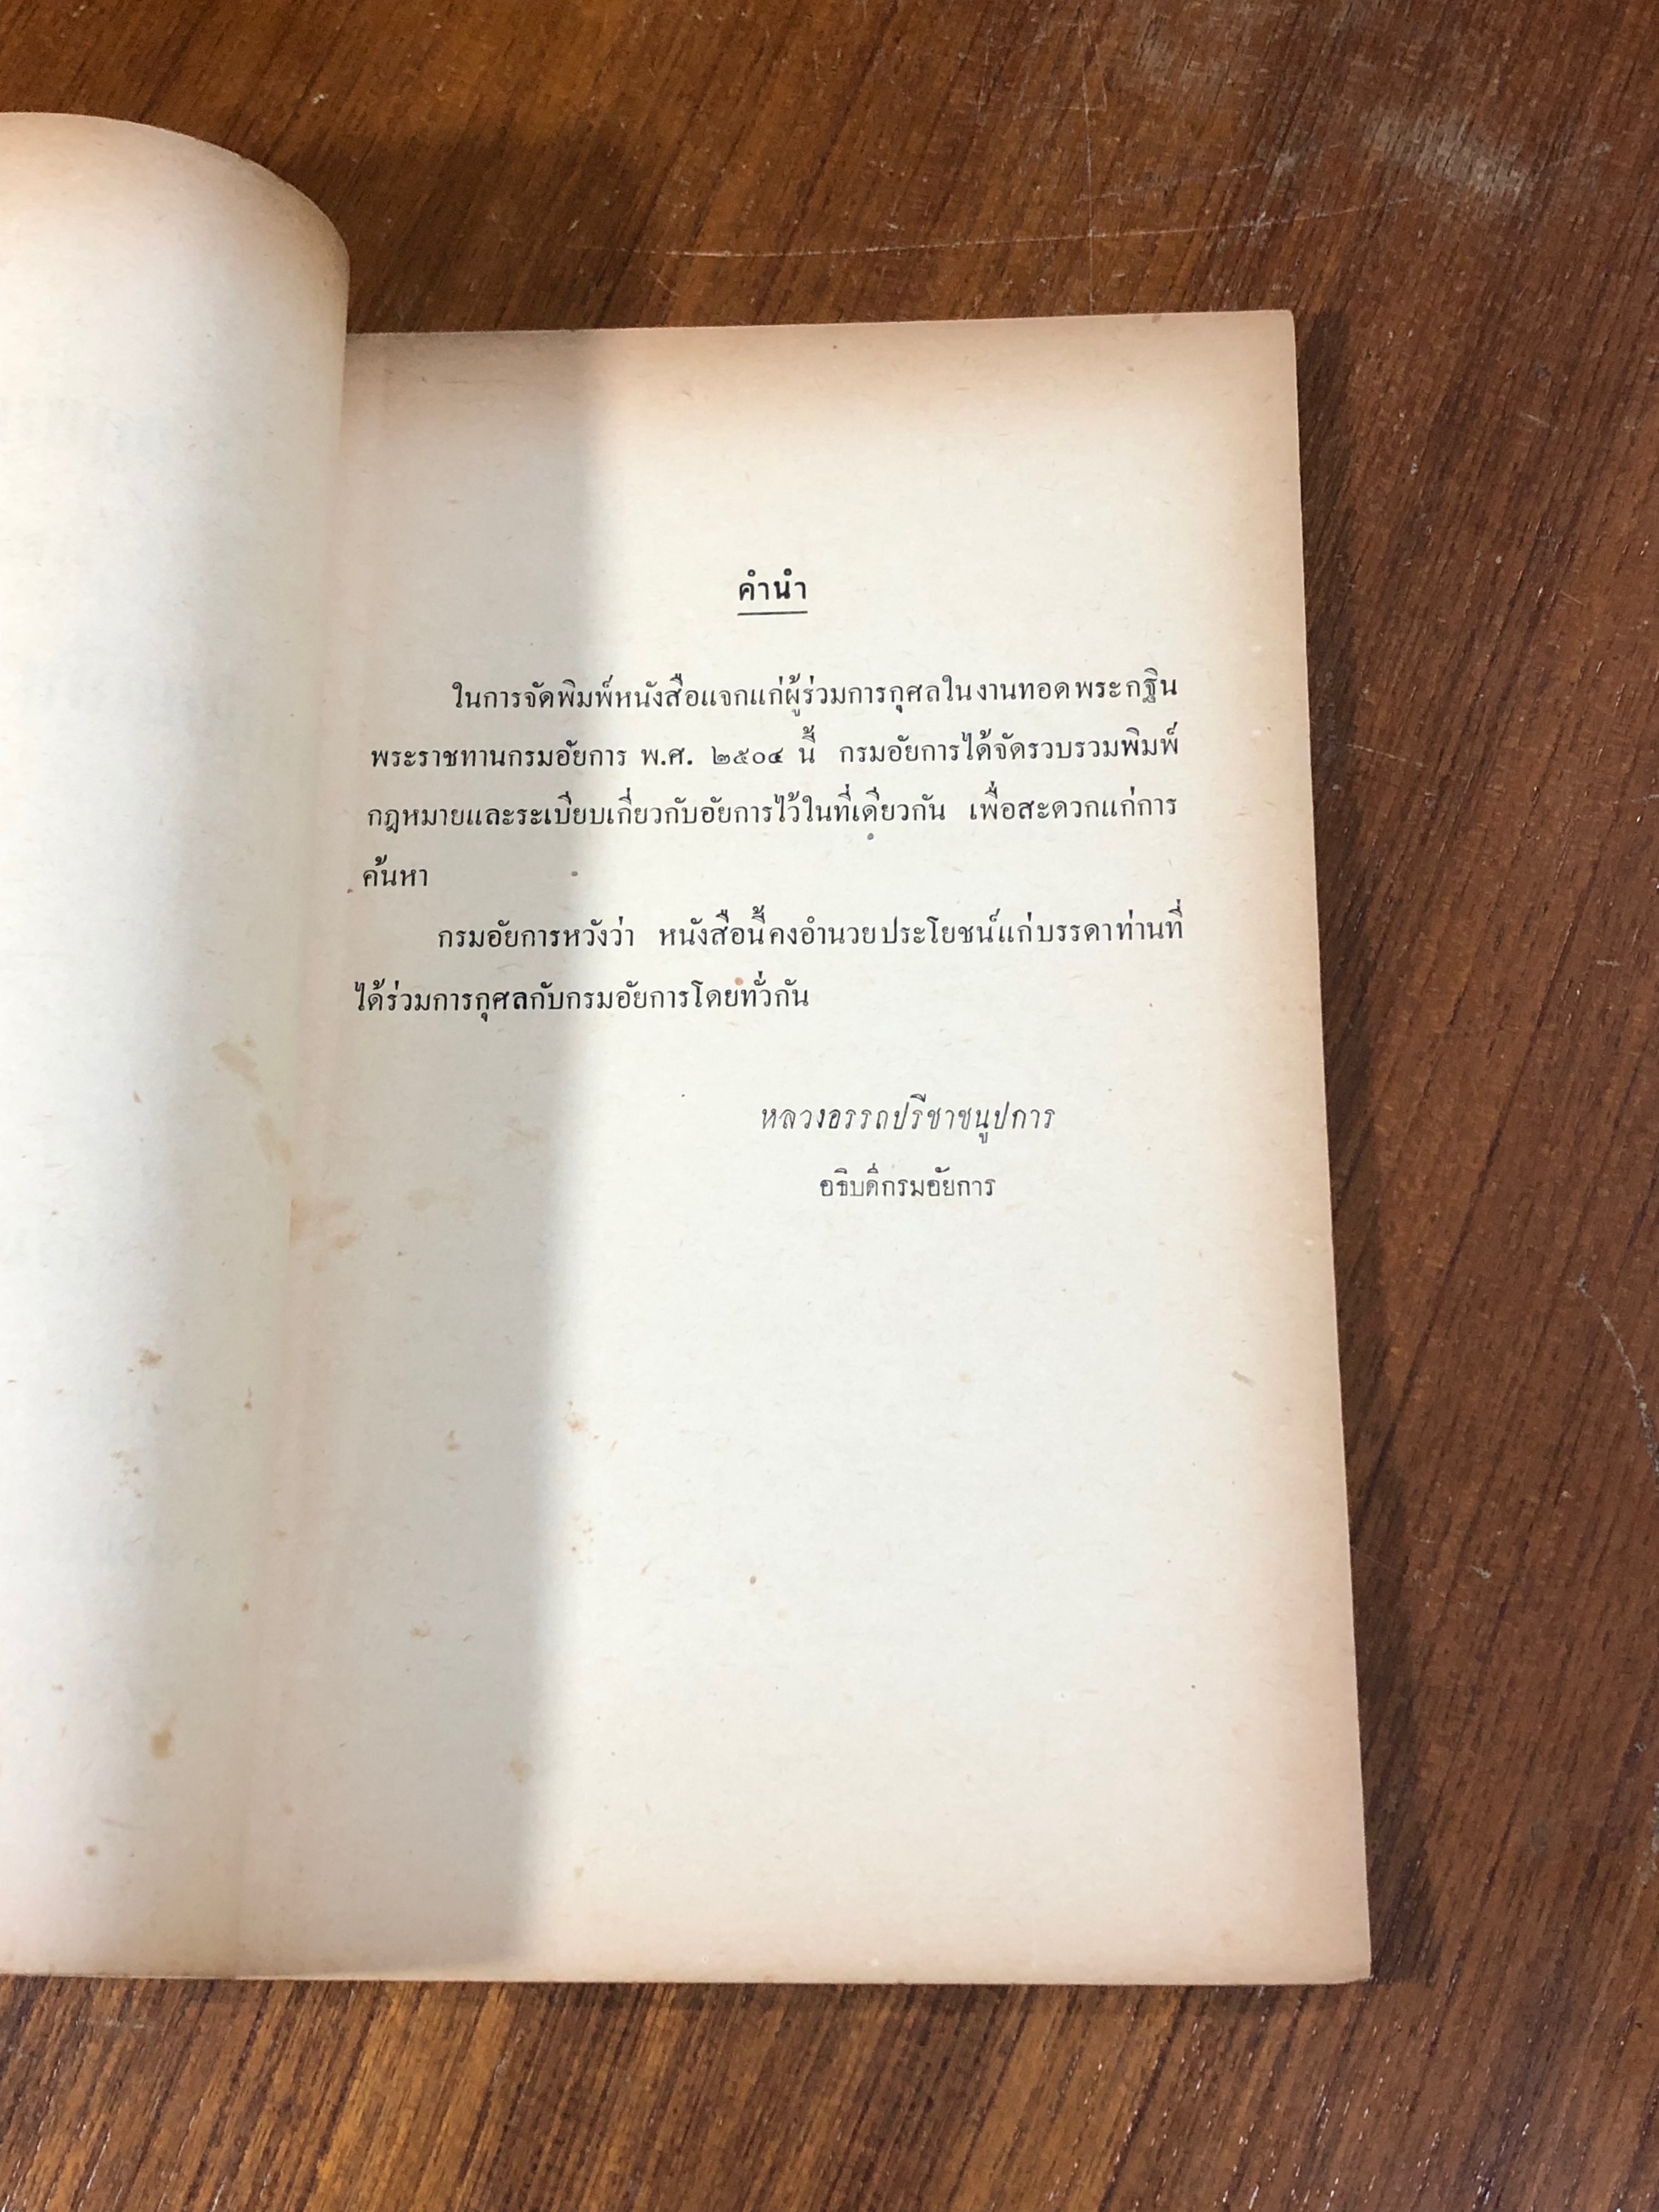 คำนำ
ในการจัดพิมพ์หนังสือแจกแก่ผู้ร่วมการกุศลในงานทอดพระกฐิน
พระราชทานกรมอัยการ พ.ศ. ๒๕๐๔ นี้ กรมอัยการได้จัดรวบรวมพิมพ์
กฎหมายและระเบียบเกี่ยวกับอัยการไว้ในที่เดียวกัน เพื่อสะดวกแก่การ
ค้นหา
กรมอัยการหวังว่า หนังสือนี้คงอำนวยประโยชน์แก่บรรดาท่านที่
ได้ร่วมการกุศลกับกรมอัยการโดยทั่วกัน
หลวงอรรถปรีชาชนูปการ
อธิบดีกรมอัยการ